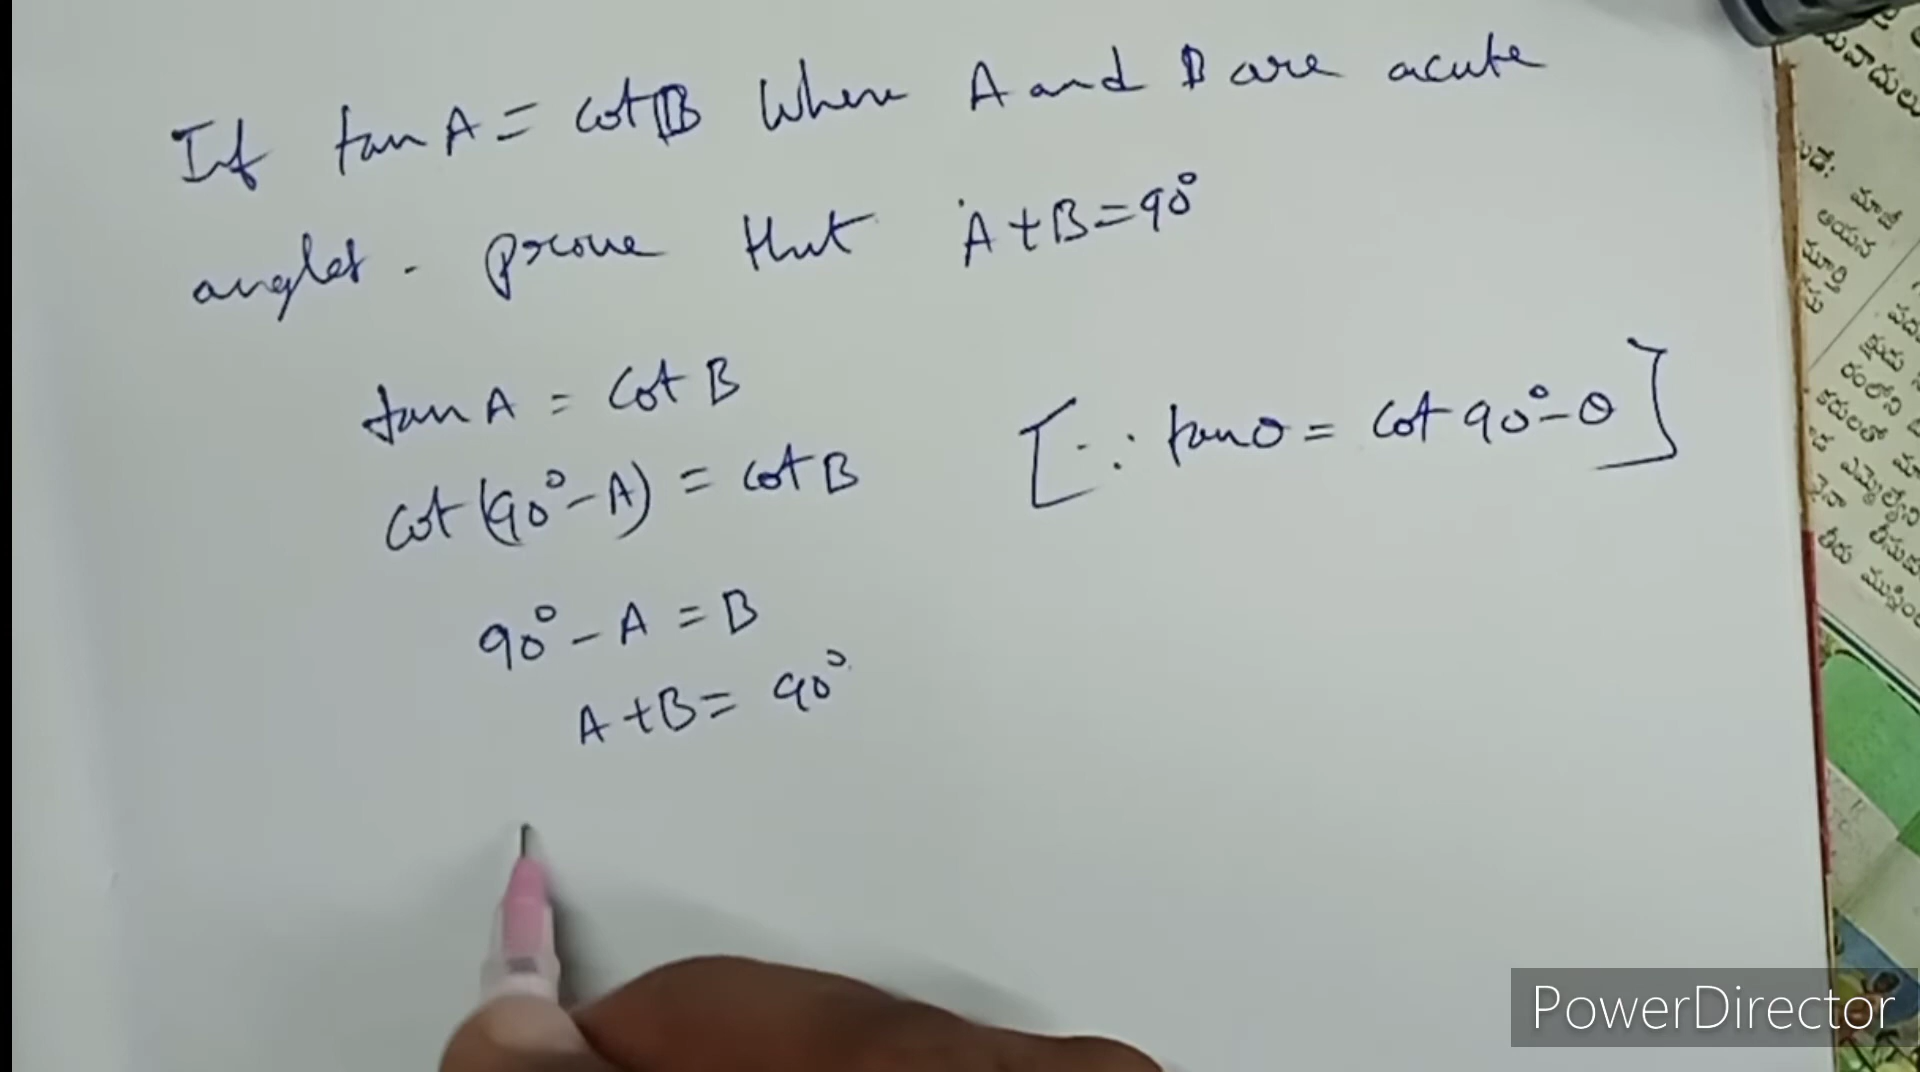 If tan A = cot B Where A and B are acute
angles. prove that A+B=90°
tan A = cot B
cot (90°-A) = cot B [∵ tan θ = cot 90°-θ]
90° - A = B
A+B= 90°
PowerDirector